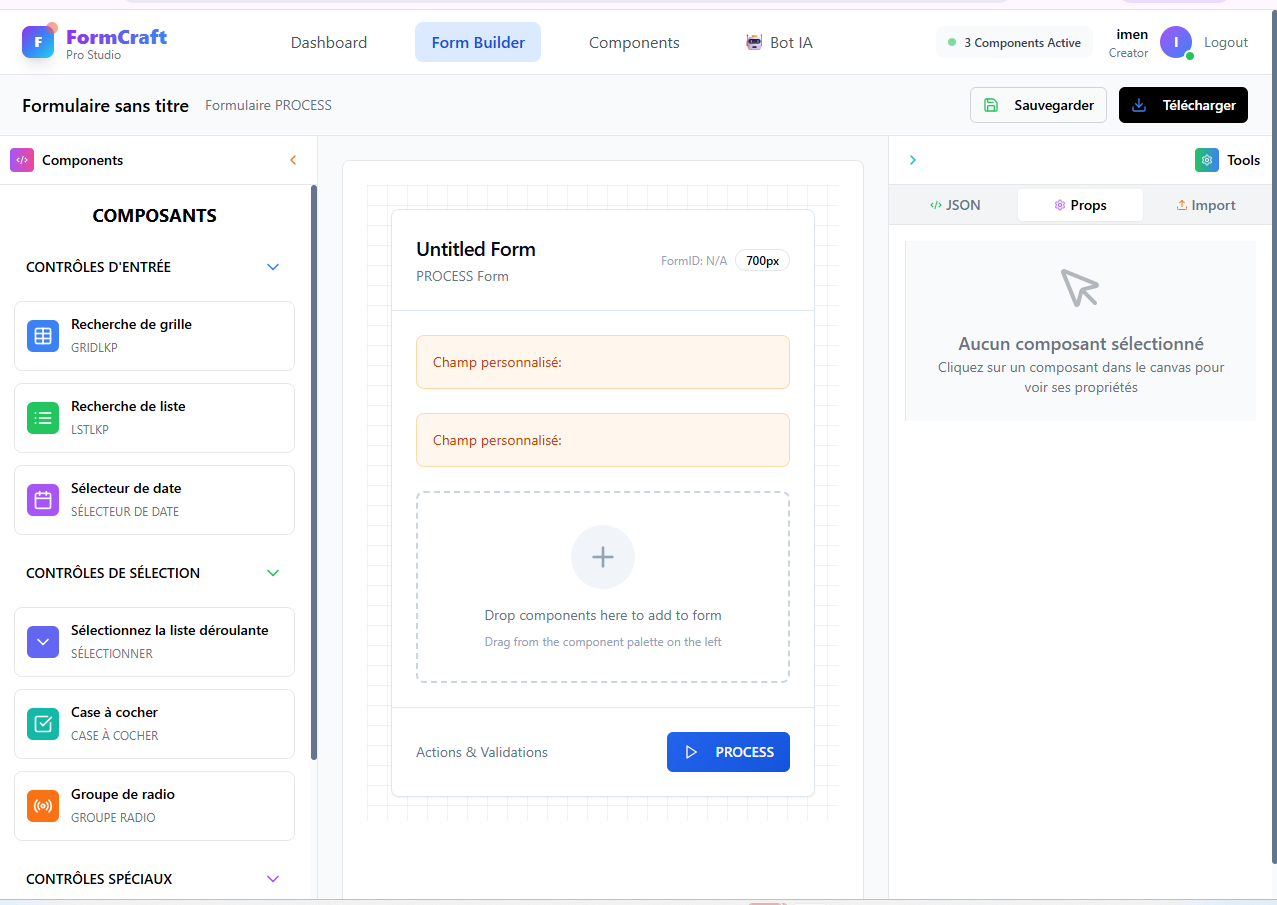 F
FormCraft
Pro Studio
Dashboard
Form Builder
Components
Bot IA
3 Components Active
imen
Creator
I
Logout
Formulaire sans titre
Formulaire PROCESS
Sauvegarder
Télécharger
Components
COMPOSANTS
CONTRÔLES D'ENTRÉE
Recherche de grille
GRIDLKP
Recherche de liste
LSTLKP
Sélecteur de date
SÉLECTEUR DE DATE
CONTRÔLES DE SÉLECTION
Sélectionnez la liste déroulante
SÉLECTIONNER
Case à cocher
CASE À COCHER
Groupe de radio
GROUPE RADIO
CONTRÔLES SPÉCIAUX
Untitled Form
PROCESS Form
FormID: N/A
700px
Champ personnalisé:
Champ personnalisé:
Drop components here to add to form
Drag from the component palette on the left
Actions & Validations
PROCESS
Tools
JSON
Props
Import
Aucun composant sélectionné
Cliquez sur un composant dans le canvas pour
voir ses propriétés